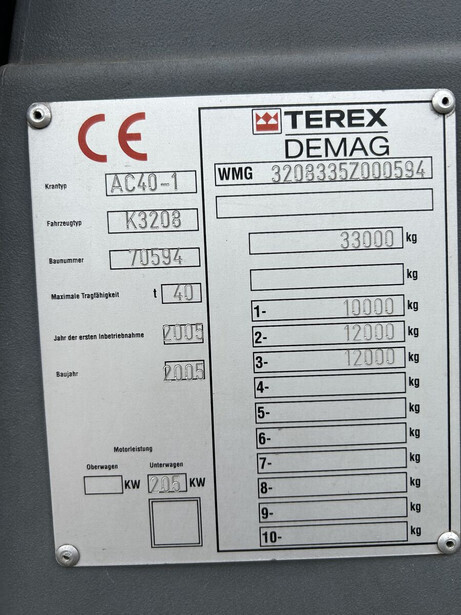 CE
Krantyp AC40-1
Fahrzeugtyp K3208
Baunummer 70594
Maximale Tragfähigkeit t 40
Jahr der ersten Inbetriebnahme 2005
Baujahr 2005
Motorleistung
Oberwagen Unterwagen
KW 205 KW
TEREX
DEMAG
WMG 3208335Z000594
33000 kg
kg
1- 10000 kg
2- 12000 kg
3- 12000 kg
4- kg
5- kg
6- kg
7- kg
8- kg
9- kg
10- kg